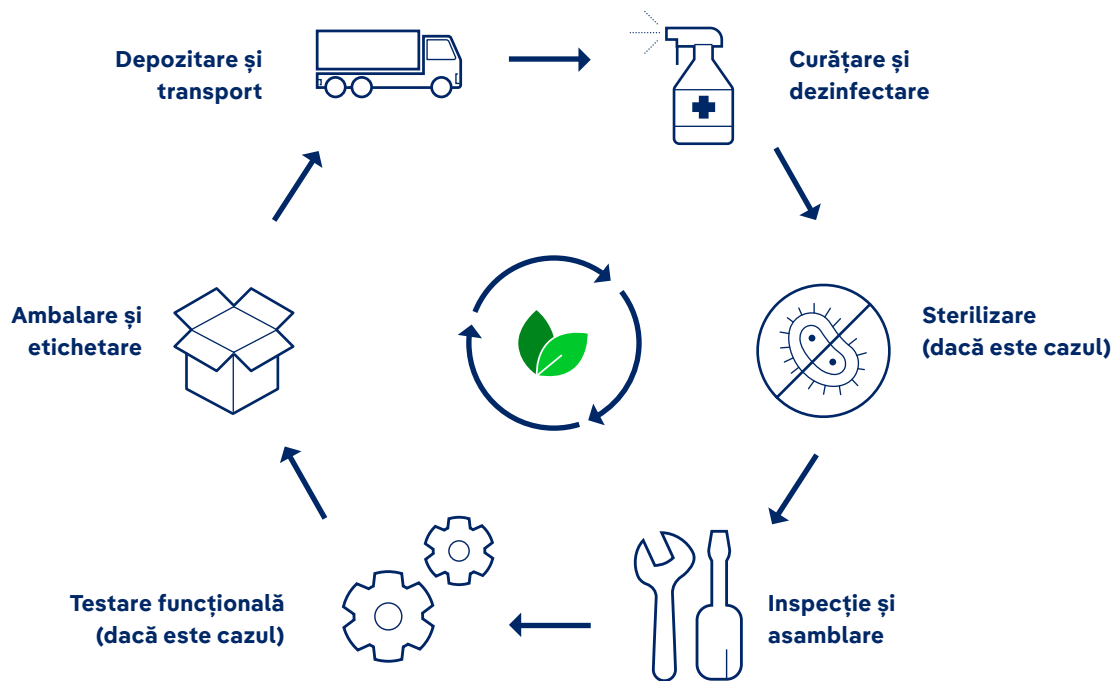 Depozitare și
transport
Curățare și
dezinfectare
Ambalare și
etichetare
Sterilizare
(dacă este cazul)
Testare funcțională
(dacă este cazul)
Inspecție și
asamblare